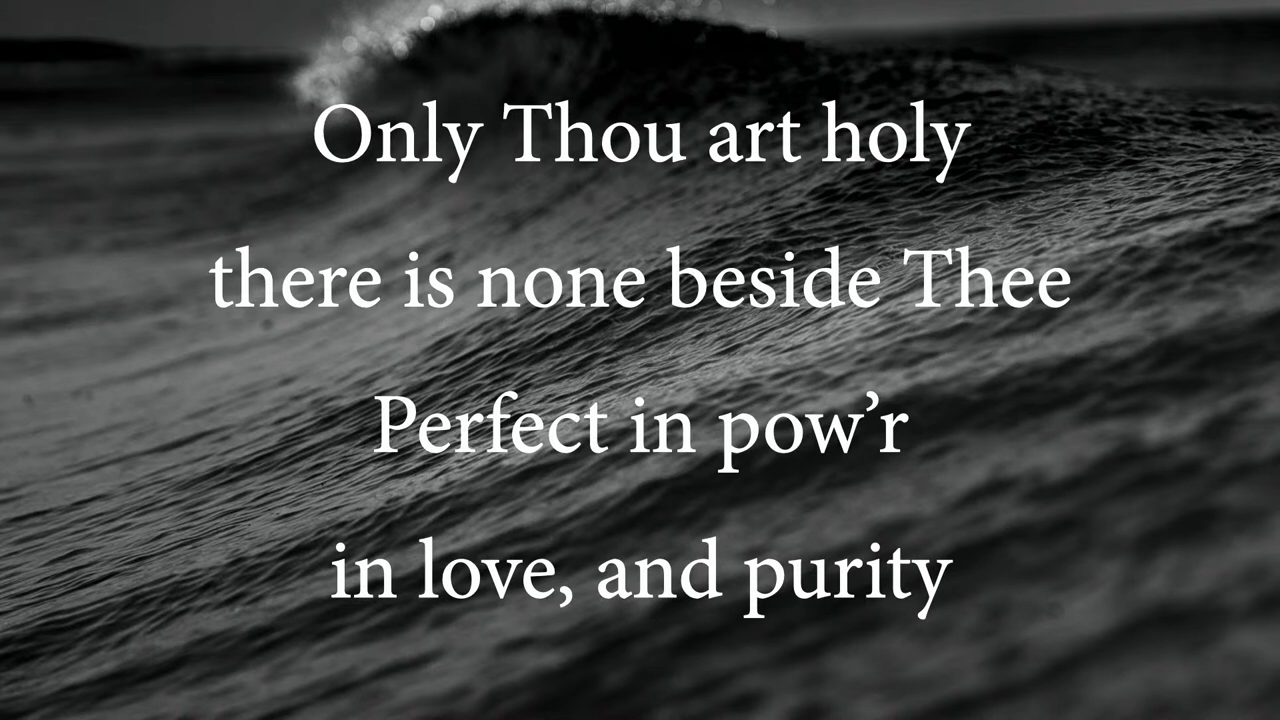 Only Thou art holy
there is none beside Thee
Perfect in pow’r
in love, and purity